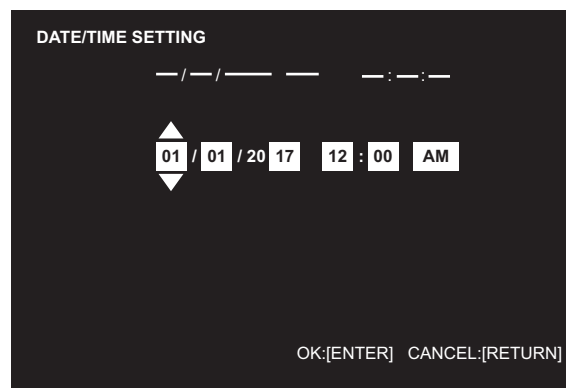 DATE/TIME SETTING
—/—/—— —— —:—:—
01 / 01 / 20 17 12 : 00 AM
OK:[ENTER] CANCEL:[RETURN]